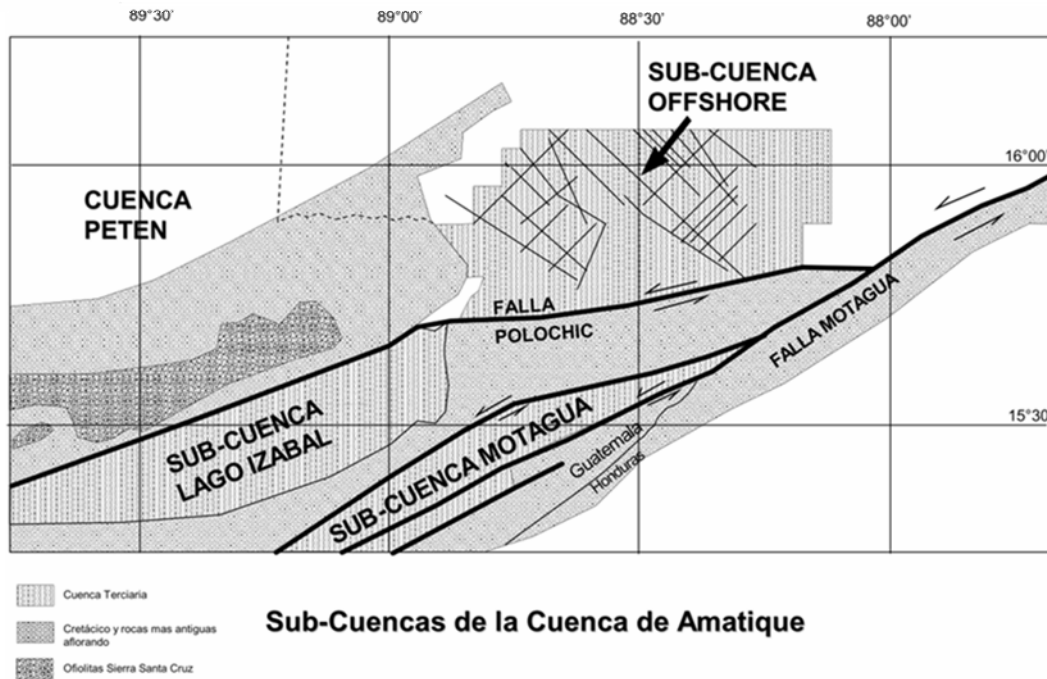 89°30'
89°00'
88°30'
88°00'
SUB-CUENCA
OFFSHORE
16°00'
CUENCA
PETEN
FALLA
POLOCHIC
FALLA MOTAGUA
15°30'
SUB-CUENCA
LAGO IZABAL
SUB-CUENCA MOTAGUA
Guatemala
Honduras
Cuenca Terciaria
Cretácico y rocas mas antiguas
aflorando
Ofiolitas Sierra Santa Cruz
Sub-Cuencas de la Cuenca de Amatique